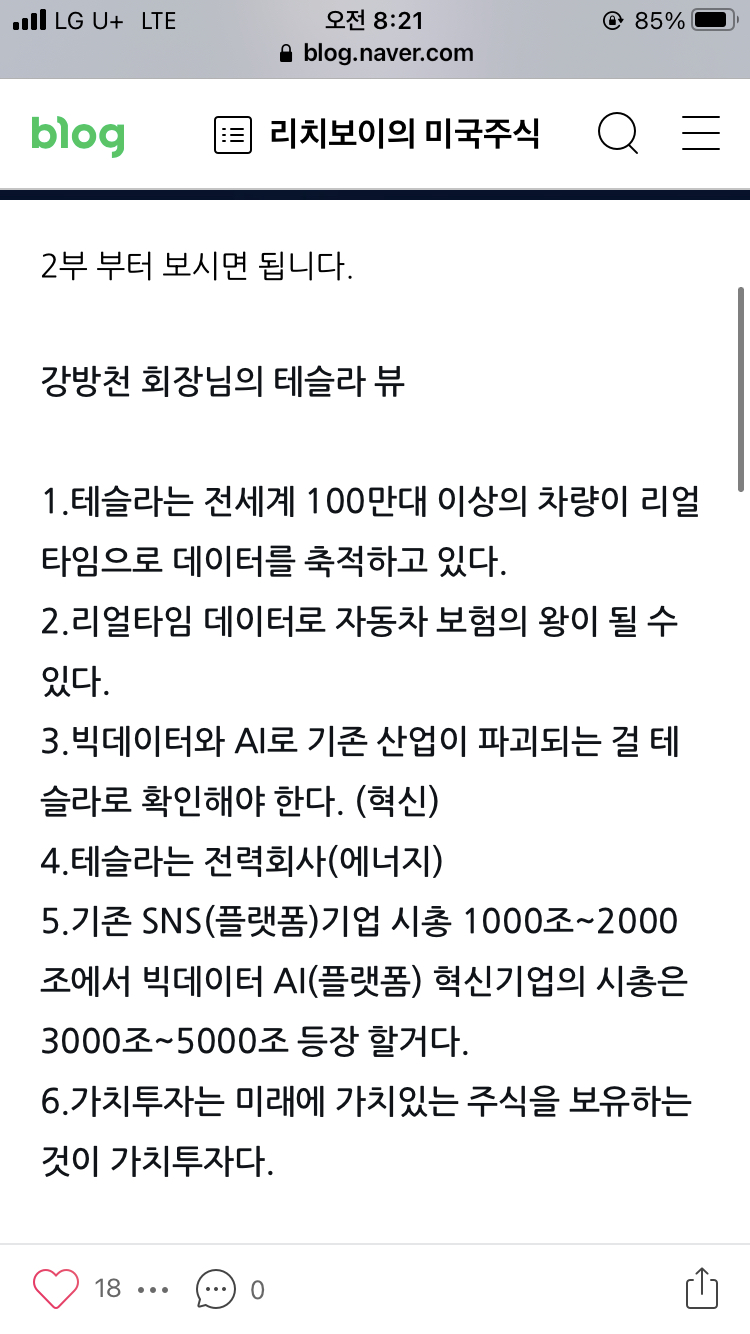 LG U+ LTE 오전 8:21 85%
blog.naver.com
blog 리치보이의 미국주식
2부 부터 보시면 됩니다.
강방천 회장님의 테슬라 뷰
1.테슬라는 전세계 100만대 이상의 차량이 리얼
타임으로 데이터를 축적하고 있다.
2.리얼타임 데이터로 자동차 보험의 왕이 될 수
있다.
3.빅데이터와 AI로 기존 산업이 파괴되는 걸 테
슬라로 확인해야 한다. (혁신)
4.테슬라는 전력회사(에너지)
5.기존 SNS(플랫폼)기업 시총 1000조~2000
조에서 빅데이터 AI(플랫폼) 혁신기업의 시총은
3000조~5000조 등장 할거다.
6.가치투자는 미래에 가치있는 주식을 보유하는
것이 가치투자다.
18 0